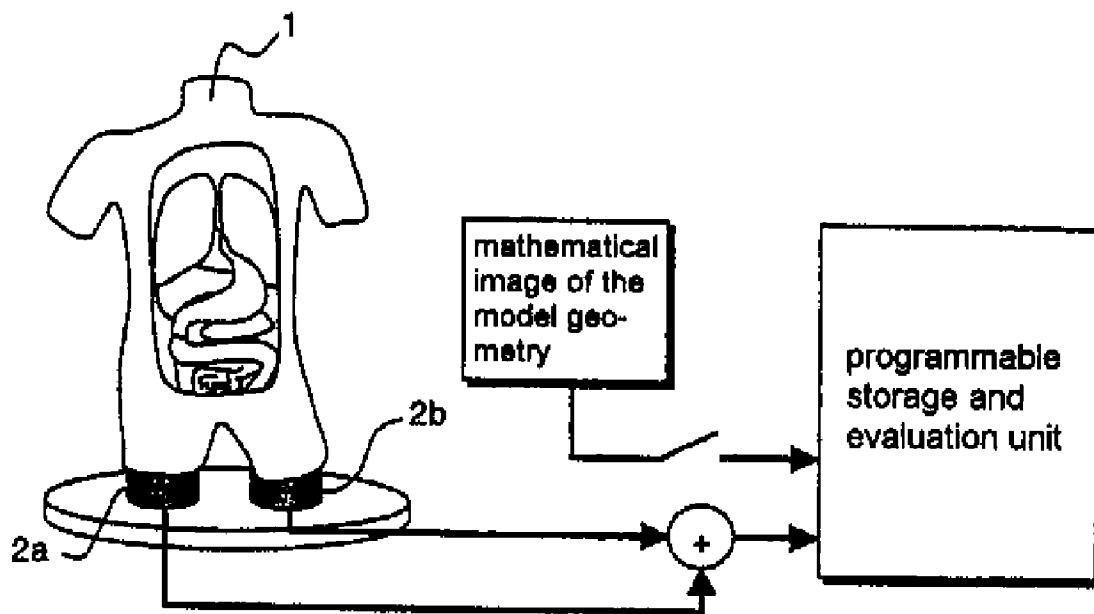 1
mathematical
image of the
model geo-
metry
programmable
storage and
evaluation unit
2b
2a
+